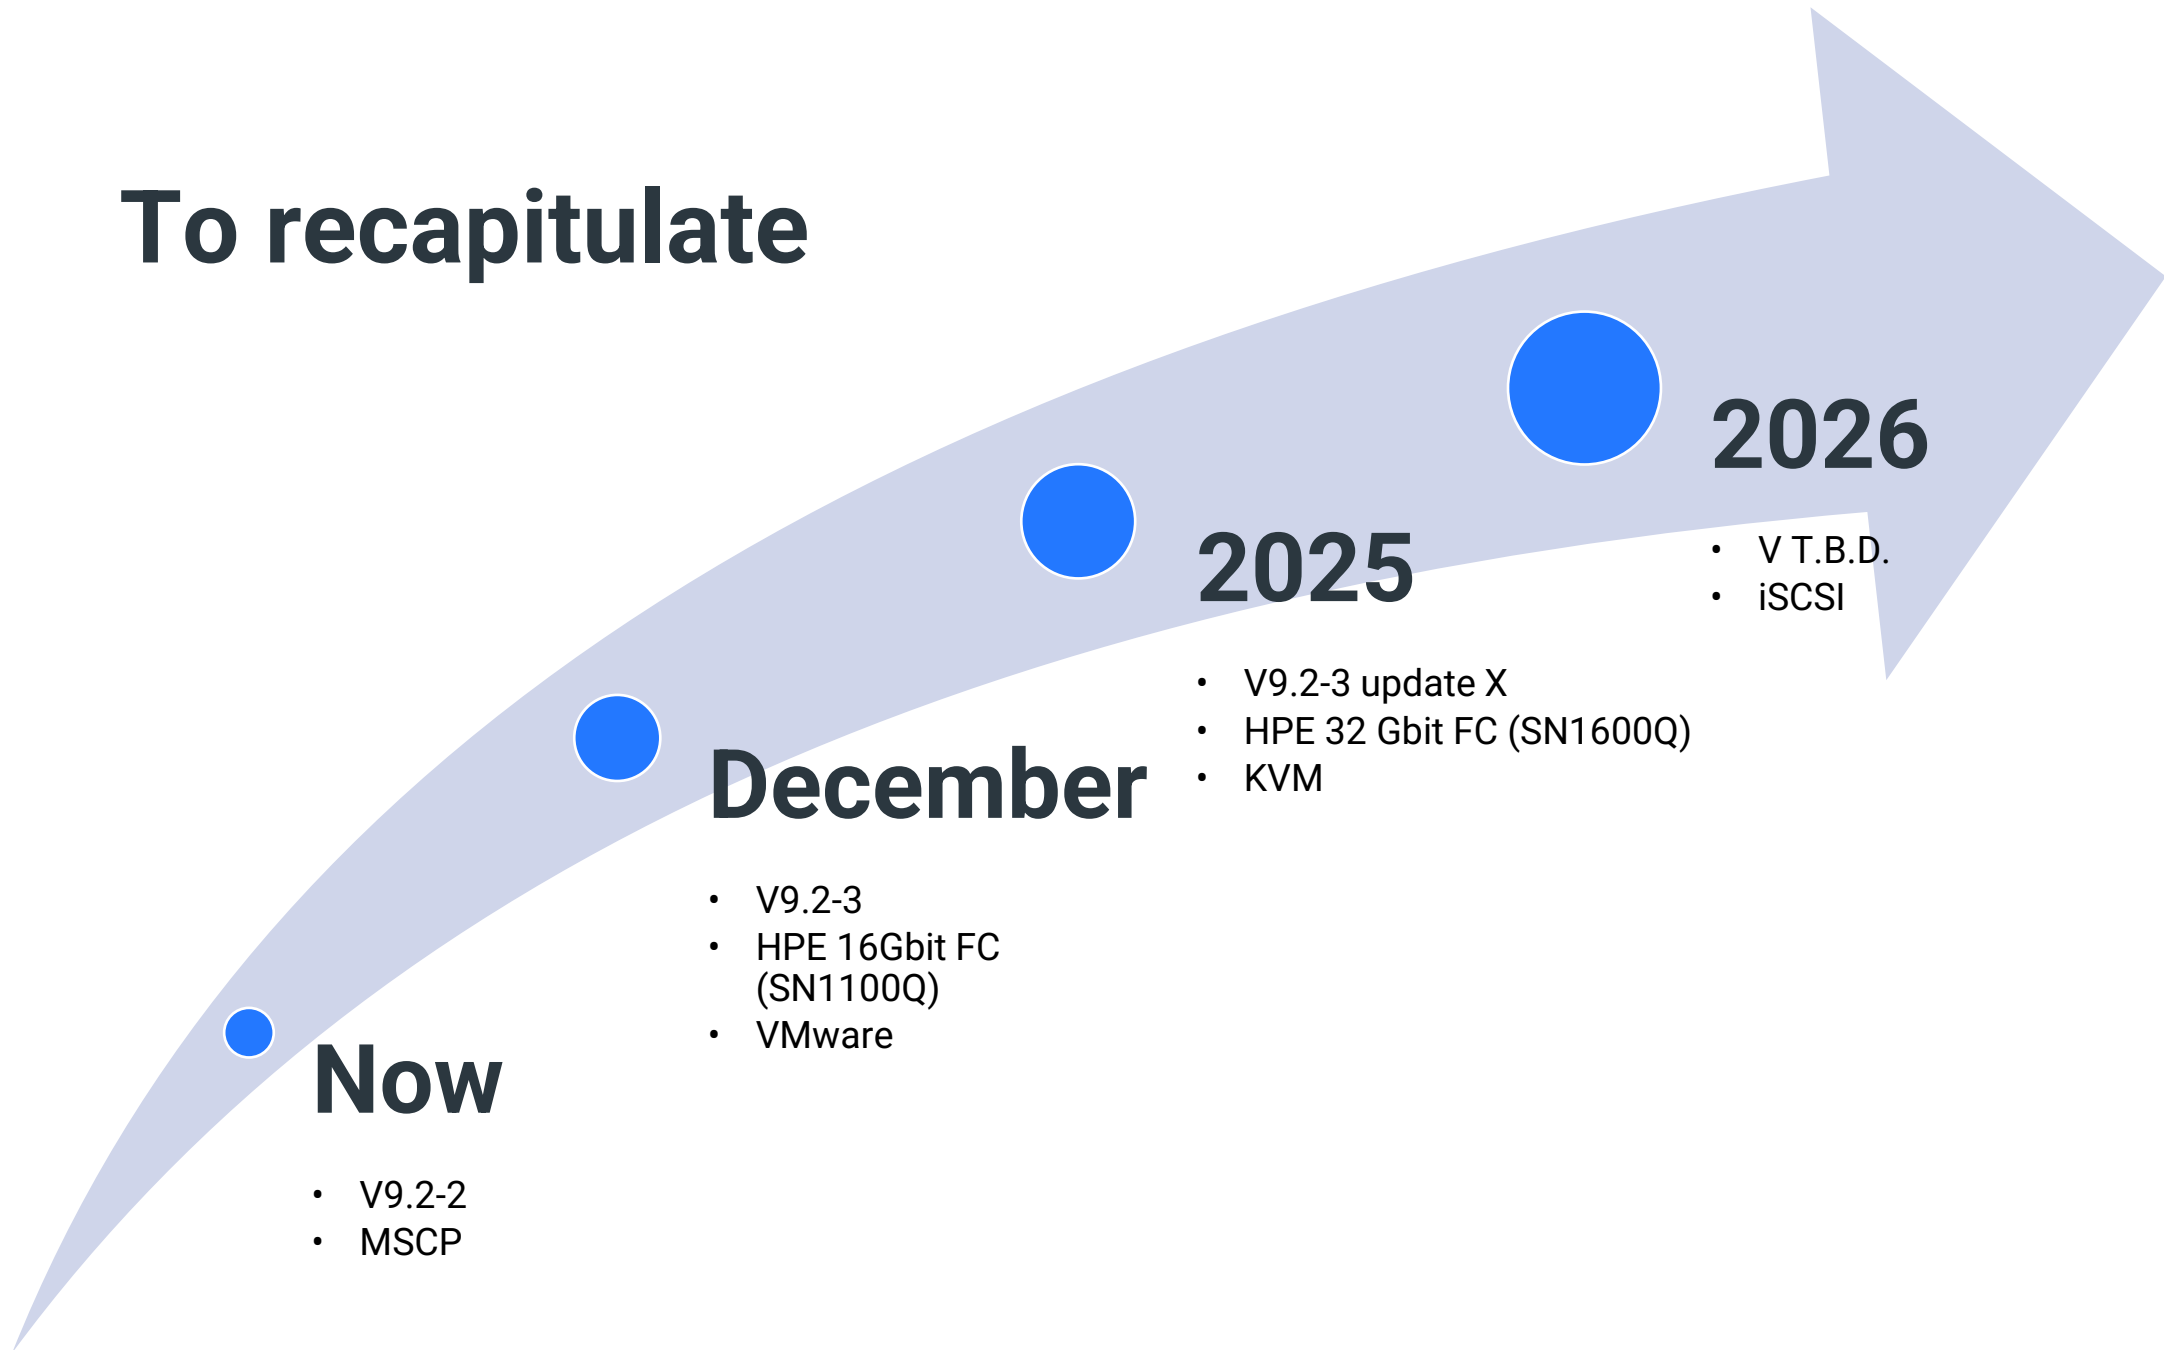 To recapitulate
Now
• V9.2-2
• MSCP
December
• V9.2-3
• HPE 16Gbit FC
(SN1100Q)
• VMware
2025
• V9.2-3 update X
• HPE 32 Gbit FC (SN1600Q)
• KVM
2026
• V T.B.D.
• iSCSI